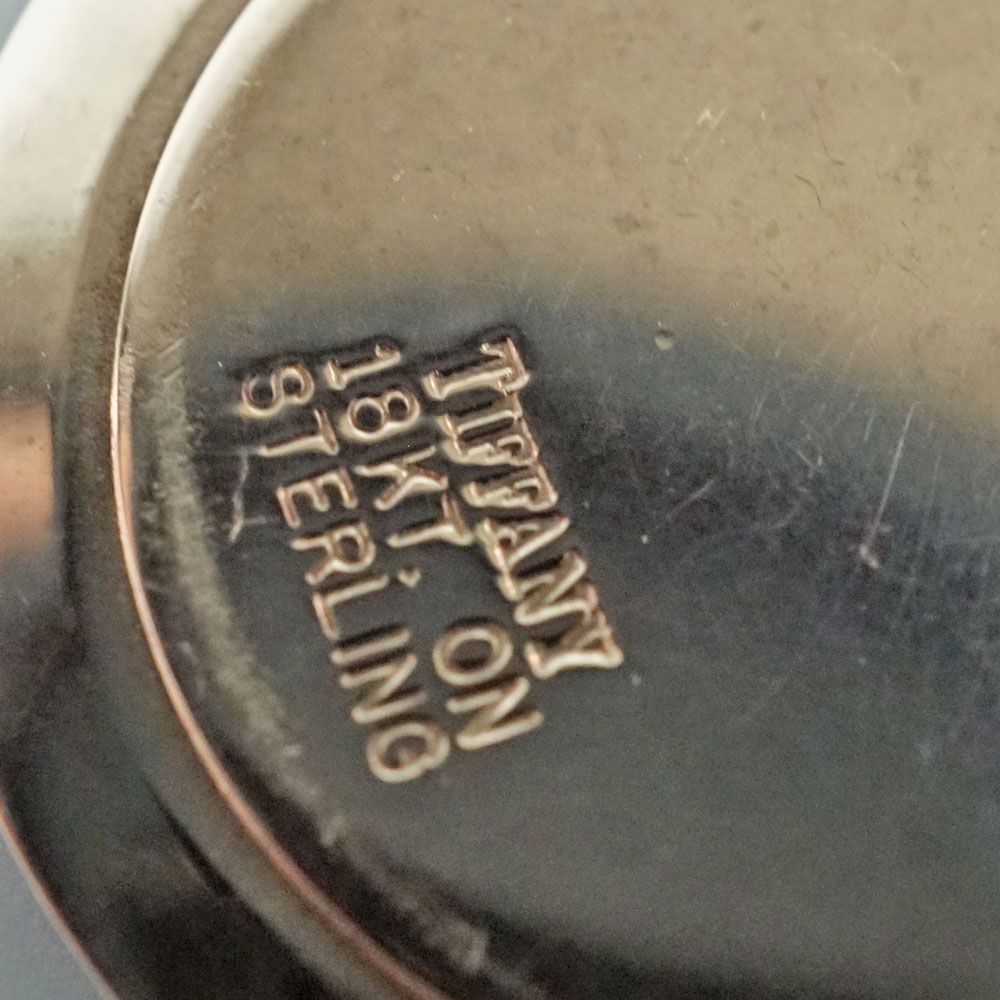 TIFFANY
18KT. ON
STERLING